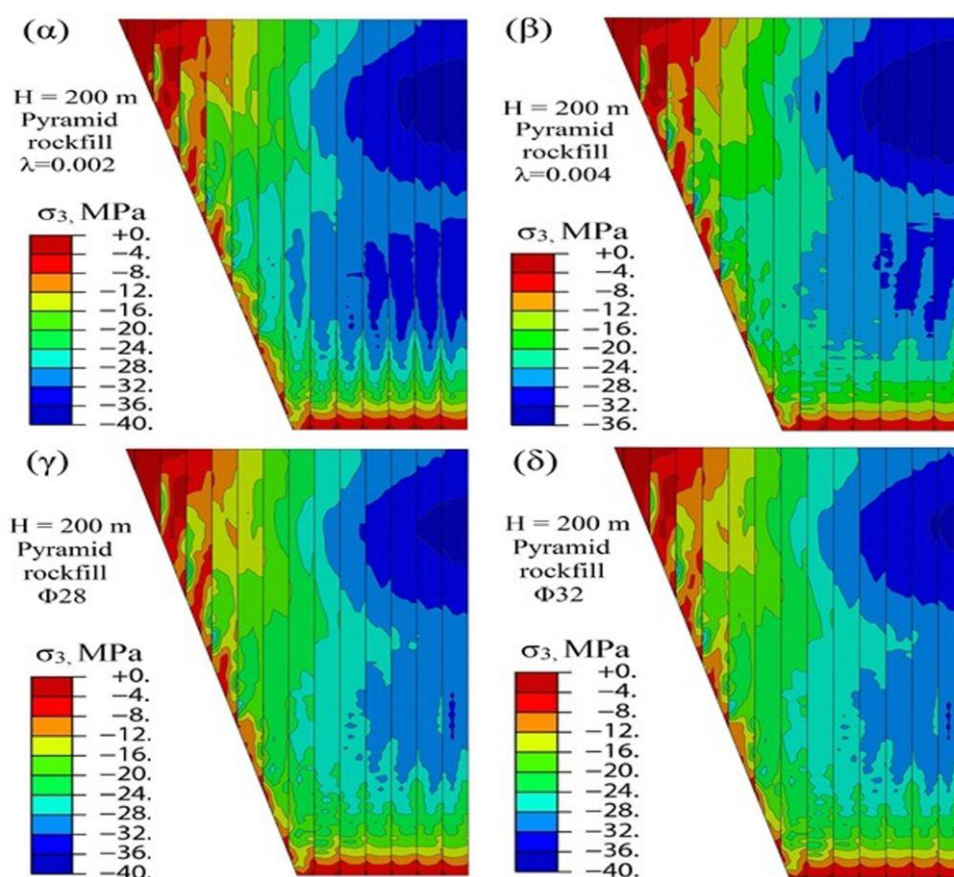 (α)
H = 200 m
Pyramid
rockfill
λ=0.002
σ₃, MPa
+0.
−4.
−8.
−12.
−16.
−20.
−24.
−28.
−32.
−36.
−40.
(β)
H = 200 m
Pyramid
rockfill
λ=0.004
σ₃, MPa
+0.
−4.
−8.
−12.
−16.
−20.
−24.
−28.
−32.
−36.
(γ)
H = 200 m
Pyramid
rockfill
Φ28
σ₃, MPa
+0.
−4.
−8.
−12.
−16.
−20.
−24.
−28.
−32.
−36.
−40.
(δ)
H = 200 m
Pyramid
rockfill
Φ32
σ₃, MPa
+0.
−4.
−8.
−12.
−16.
−20.
−24.
−28.
−32.
−36.
−40.